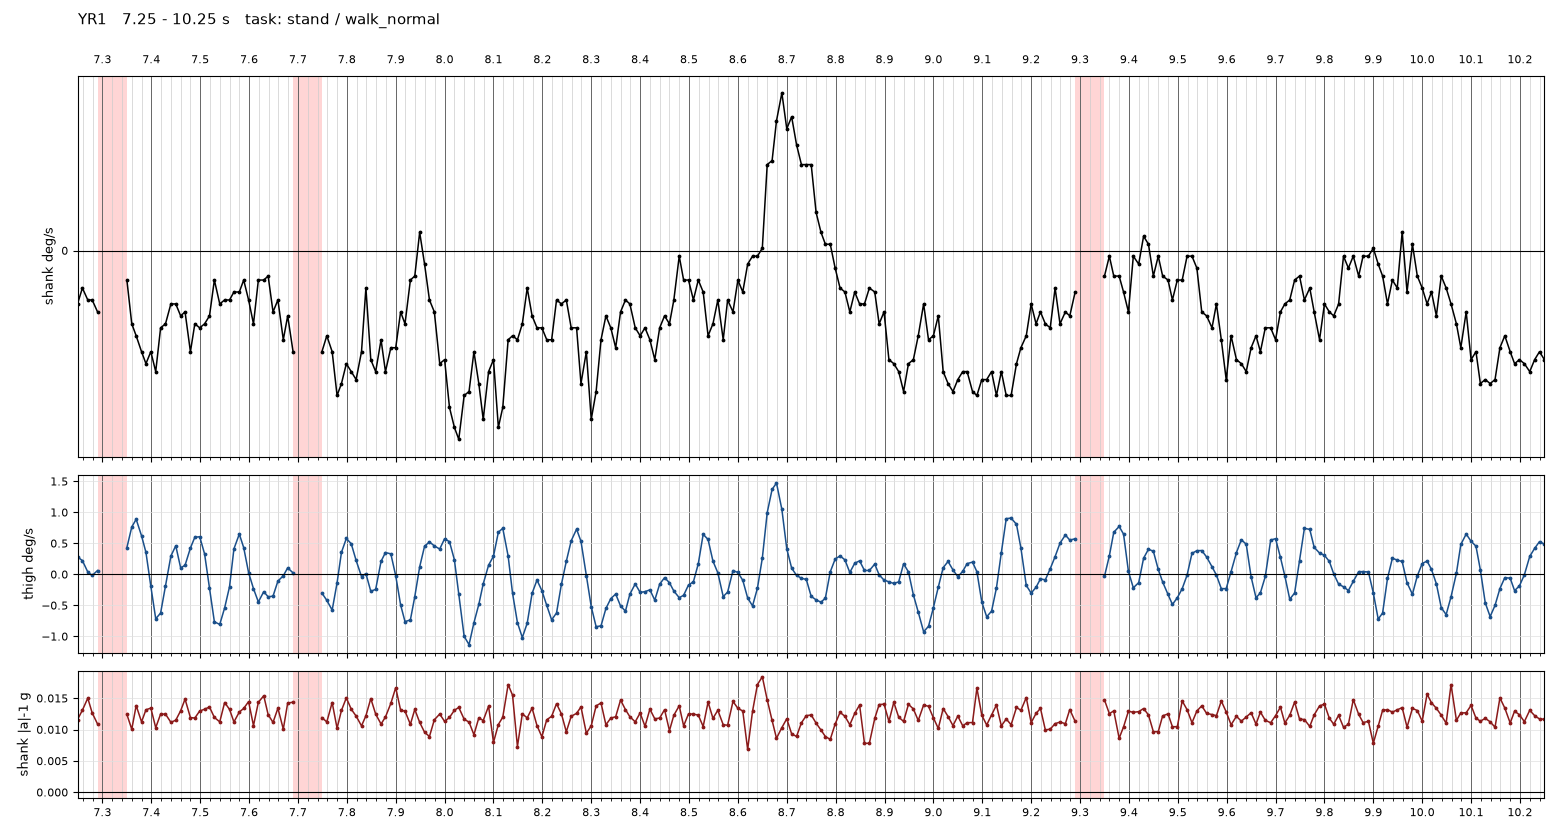 YR1   7.25 - 10.25 s   task: stand / walk_normal
7.3 7.4 7.5 7.6 7.7 7.8 7.9 8.0 8.1 8.2 8.3 8.4 8.5 8.6 8.7 8.8 8.9 9.0 9.1 9.2 9.3 9.4 9.5 9.6 9.7 9.8 9.9 10.0 10.1 10.2
shank deg/s
0
thigh deg/s
1.5
1.0
0.5
0.0
−0.5
−1.0
shank |a|-1 g
0.015
0.010
0.005
0.000
7.3 7.4 7.5 7.6 7.7 7.8 7.9 8.0 8.1 8.2 8.3 8.4 8.5 8.6 8.7 8.8 8.9 9.0 9.1 9.2 9.3 9.4 9.5 9.6 9.7 9.8 9.9 10.0 10.1 10.2